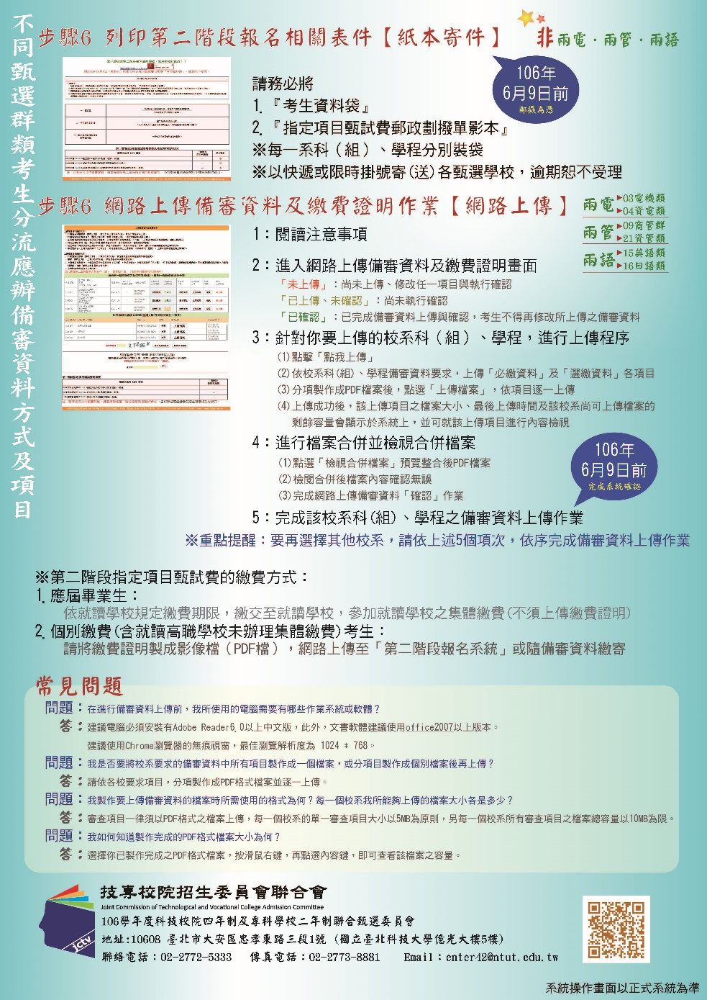 不同甄選群類考生分流應辦備審資料方式及項目
步驟6 列印第二階段報名相關表件【紙本寄件】 非兩電．兩管．兩語
106年
6月9日前
郵戳為憑
請務必將
1.『考生資料袋』
2.『指定項目甄試費郵政劃撥單影本』
※每一系科（組）、學程分別裝袋
※以快遞或限時掛號寄(送)各甄選學校，逾期恕不受理
步驟6 網路上傳備審資料及繳費證明作業【網路上傳】
兩電 ▶03電機類
▶04資電類
兩管 ▶09商管群
▶21資管類
兩語 ▶15英語類
▶16日語類
1：閱讀注意事項
2：進入網路上傳備審資料及繳費證明畫面
「未上傳」：尚未上傳、修改任一項目與執行確認
「已上傳、未確認」：尚未執行確認
「已確認」：已完成備審資料上傳與確認，考生不得再修改所上傳之備審資料
3：針對你要上傳的校系科（組）、學程，進行上傳程序
(1)點擊「點我上傳」
(2)依校系科(組)、學程備審資料要求，上傳「必繳資料」及「選繳資料」各項目
(3)分項製作成PDF檔案後，點選「上傳檔案」，依項目逐一上傳
(4)上傳成功後，該上傳項目之檔案大小、最後上傳時間及該校系尚可上傳檔案的
剩餘容量會顯示於系統上，並可就該上傳項目進行內容檢視
4：進行檔案合併並檢視合併檔案
(1)點選「檢視合併檔案」預覽整合後PDF檔案
(2)檢閱合併後檔案內容確認無誤
(3)完成網路上傳備審資料「確認」作業
106年
6月9日前
完成系統確認
5：完成該校系科(組)、學程之備審資料上傳作業
※重點提醒：要再選擇其他校系，請依上述5個項次，依序完成備審資料上傳作業
※第二階段指定項目甄試費的繳費方式：
1.應屆畢業生：
依就讀學校規定繳費期限，繳交至就讀學校，參加就讀學校之集體繳費(不須上傳繳費證明)
2.個別繳費(含就讀高職學校未辦理集體繳費)考生：
請將繳費證明製成影像檔（PDF檔），網路上傳至「第二階段報名系統」或隨備審資料繳寄
常見問題
問題：在進行備審資料上傳前，我所使用的電腦需要有哪些作業系統或軟體？
答：建議電腦必須安裝有Adobe Reader6.0以上中文版，此外，文書軟體建議使用office2007以上版本。
建議使用Chrome瀏覽器的無痕視窗，最佳瀏覽解析度為 1024 * 768。
問題：我是否要將校系要求的備審資料中所有項目製作成一個檔案，或分項目製作成個別檔案後再上傳？
答：請依各校要求項目，分項製作成PDF格式檔案並逐一上傳。
問題：我製作要上傳備審資料的檔案時所需使用的格式為何？每一個校系我所能夠上傳的檔案大小各是多少？
答：審查項目一律須以PDF格式之檔案上傳，每一個校系的單一審查項目大小以5MB為原則，另每一個校系所有審查項目之檔案總容量以10MB為限。
問題：我如何知道製作完成的PDF格式檔案大小為何？
答：選擇你已製作完成之PDF格式檔案，按滑鼠右鍵，再點選內容鍵，即可查看該檔案之容量。
jctv
技專校院招生委員會聯合會
Joint Commission of Technological and Vocational College Admission Committee
106學年度科技校院四年制及專科學校二年制聯合甄選委員會
地址:10608 臺北市大安區忠孝東路三段1號 (國立臺北科技大學億光大樓5樓)
聯絡電話：02-2772-5333 傳真電話：02-2773-8881 Email：enter42@ntut.edu.tw
系統操作畫面以正式系統為準